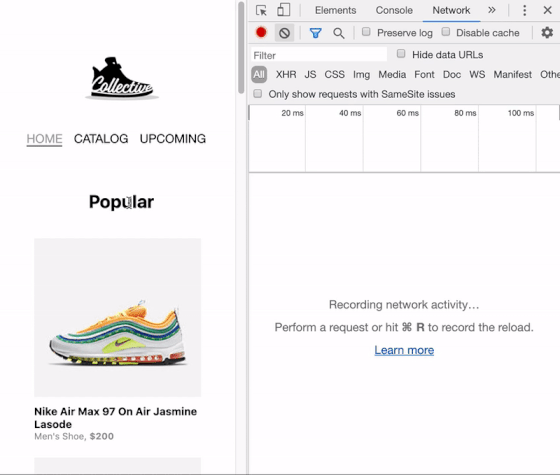 Collective
HOME CATALOG UPCOMING
Popular
Nike Air Max 97 On Air Jasmine
Lasode
Men's Shoe, $200
Elements Console Network »
Preserve log Disable cache
Filter Hide data URLs
All XHR JS CSS Img Media Font Doc WS Manifest Othe
Only show requests with SameSite issues
20 ms 40 ms 60 ms 80 ms 100 ms
Recording network activity…
Perform a request or hit ⌘ R to record the reload.
Learn more